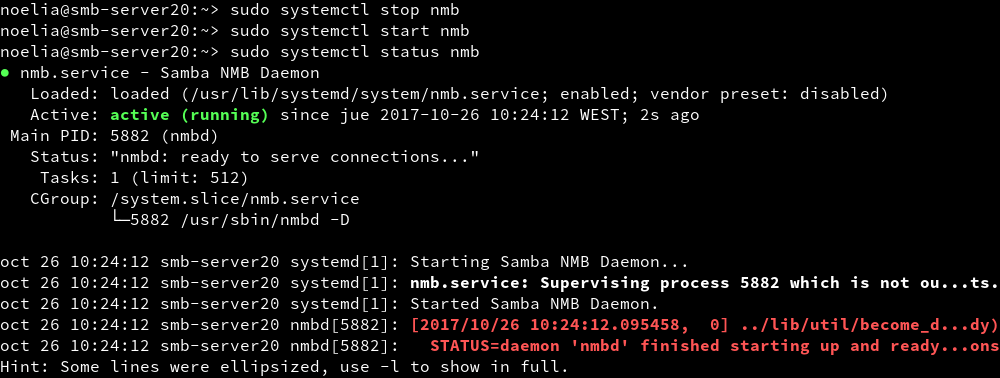 noelia@smb-server20:~> sudo systemctl stop nmb
noelia@smb-server20:~> sudo systemctl start nmb
noelia@smb-server20:~> sudo systemctl status nmb
● nmb.service - Samba NMB Daemon
   Loaded: loaded (/usr/lib/systemd/system/nmb.service; enabled; vendor preset: disabled)
   Active: active (running) since jue 2017-10-26 10:24:12 WEST; 2s ago
 Main PID: 5882 (nmbd)
   Status: "nmbd: ready to serve connections..."
    Tasks: 1 (limit: 512)
   CGroup: /system.slice/nmb.service
           └─5882 /usr/sbin/nmbd -D

oct 26 10:24:12 smb-server20 systemd[1]: Starting Samba NMB Daemon...
oct 26 10:24:12 smb-server20 systemd[1]: nmb.service: Supervising process 5882 which is not ou...ts.
oct 26 10:24:12 smb-server20 systemd[1]: Started Samba NMB Daemon.
oct 26 10:24:12 smb-server20 nmbd[5882]: [2017/10/26 10:24:12.095458,  0] ../lib/util/become_d...dy)
oct 26 10:24:12 smb-server20 nmbd[5882]:   STATUS=daemon 'nmbd' finished starting up and ready...ons
Hint: Some lines were ellipsized, use -l to show in full.